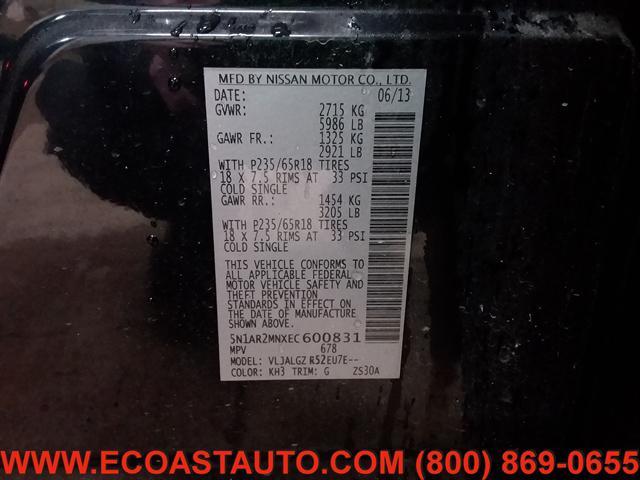 MFD BY NISSAN MOTOR CO., LTD.
DATE: 06/13
GVWR: 2715 KG
5986 LB
GAWR FR.: 1325 KG
2921 LB
WITH P235/65R18 TIRES
18 X 7.5 RIMS AT 33 PSI
COLD SINGLE
GAWR RR.: 1454 KG
3205 LB
WITH P235/65R18 TIRES
18 X 7.5 RIMS AT 33 PSI
COLD SINGLE
THIS VEHICLE CONFORMS TO
ALL APPLICABLE FEDERAL
MOTOR VEHICLE SAFETY AND
THEFT PREVENTION
STANDARDS IN EFFECT ON
THE DATE OF MANUFACTURE
SHOWN ABOVE.
5N1AR2MNXEC600831
MPV 678
MODEL: VLJALGZ R52EU7E--
COLOR: KH3 TRIM: G ZS30A
WWW.ECOASTAUTO.COM (800) 869-0655